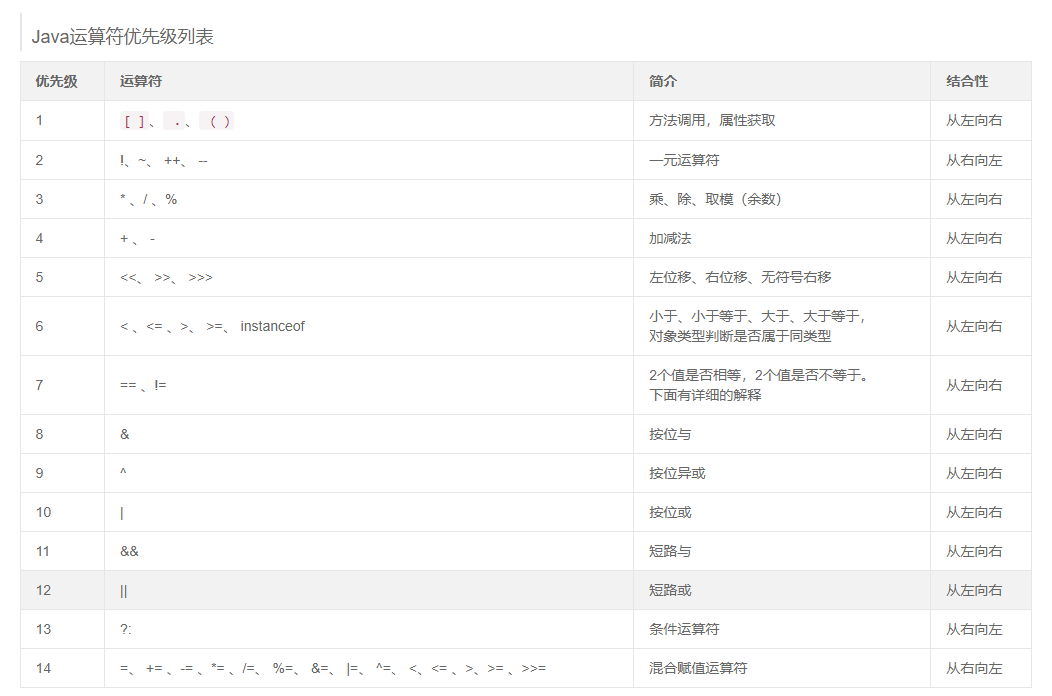 Java运算符优先级列表
优先级 运算符 简介 结合性
1 [ ]、 .、 ( ) 方法调用，属性获取 从左向右
2 !、~、 ++、 -- 一元运算符 从右向左
3 * 、/ 、% 乘、除、取模（余数） 从左向右
4 + 、 - 加减法 从左向右
5 <<、 >>、 >>> 左位移、右位移、无符号右移 从左向右
6 < 、<= 、>、 >=、 instanceof 小于、小于等于、大于、大于等于， 从左向右
对象类型判断是否属于同类型
7 == 、!= 2个值是否相等，2个值是否不等于。 从左向右
下面有详细的解释
8 & 按位与 从左向右
9 ^ 按位异或 从左向右
10 | 按位或 从左向右
11 && 短路与 从左向右
12 || 短路或 从左向右
13 ?: 条件运算符 从右向左
14 =、 += 、-= 、*= 、/=、 %=、 &=、 |=、 ^=、 <、<= 、>、>= 、>>= 混合赋值运算符 从右向左